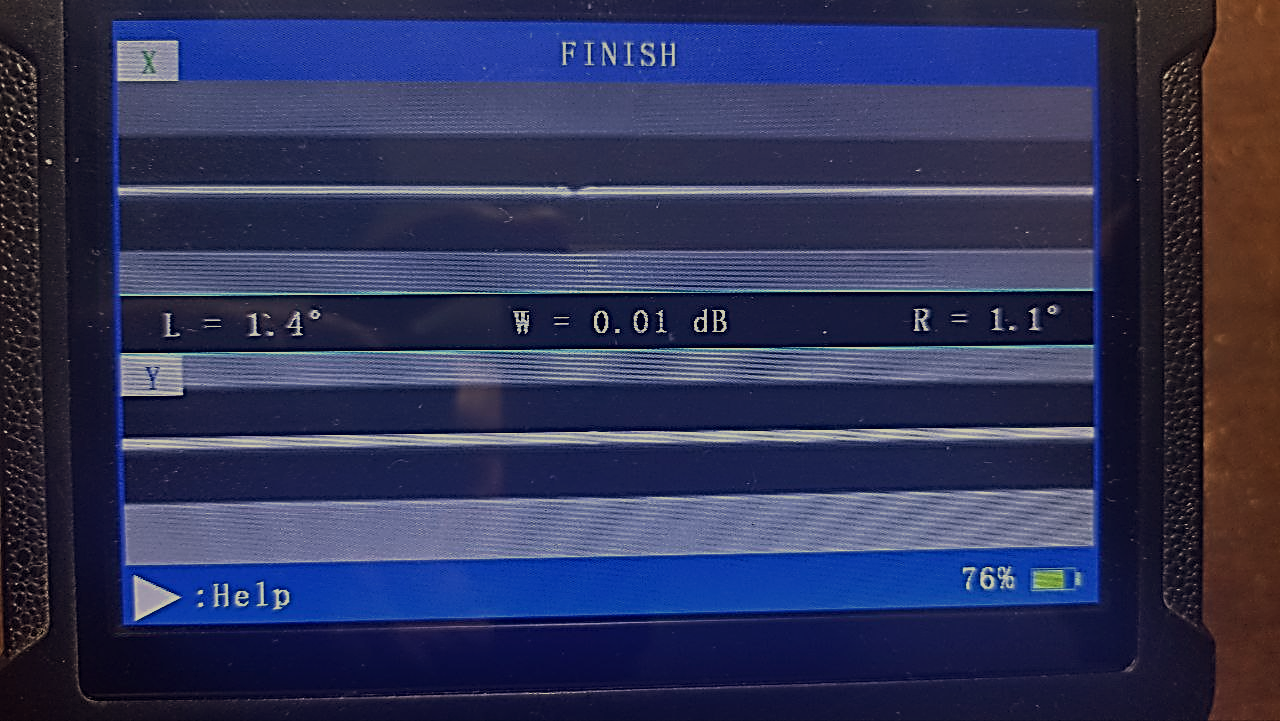 X
FINISH
L = 1.4° W = 0.01 dB R = 1.1°
Y
:Help
76%